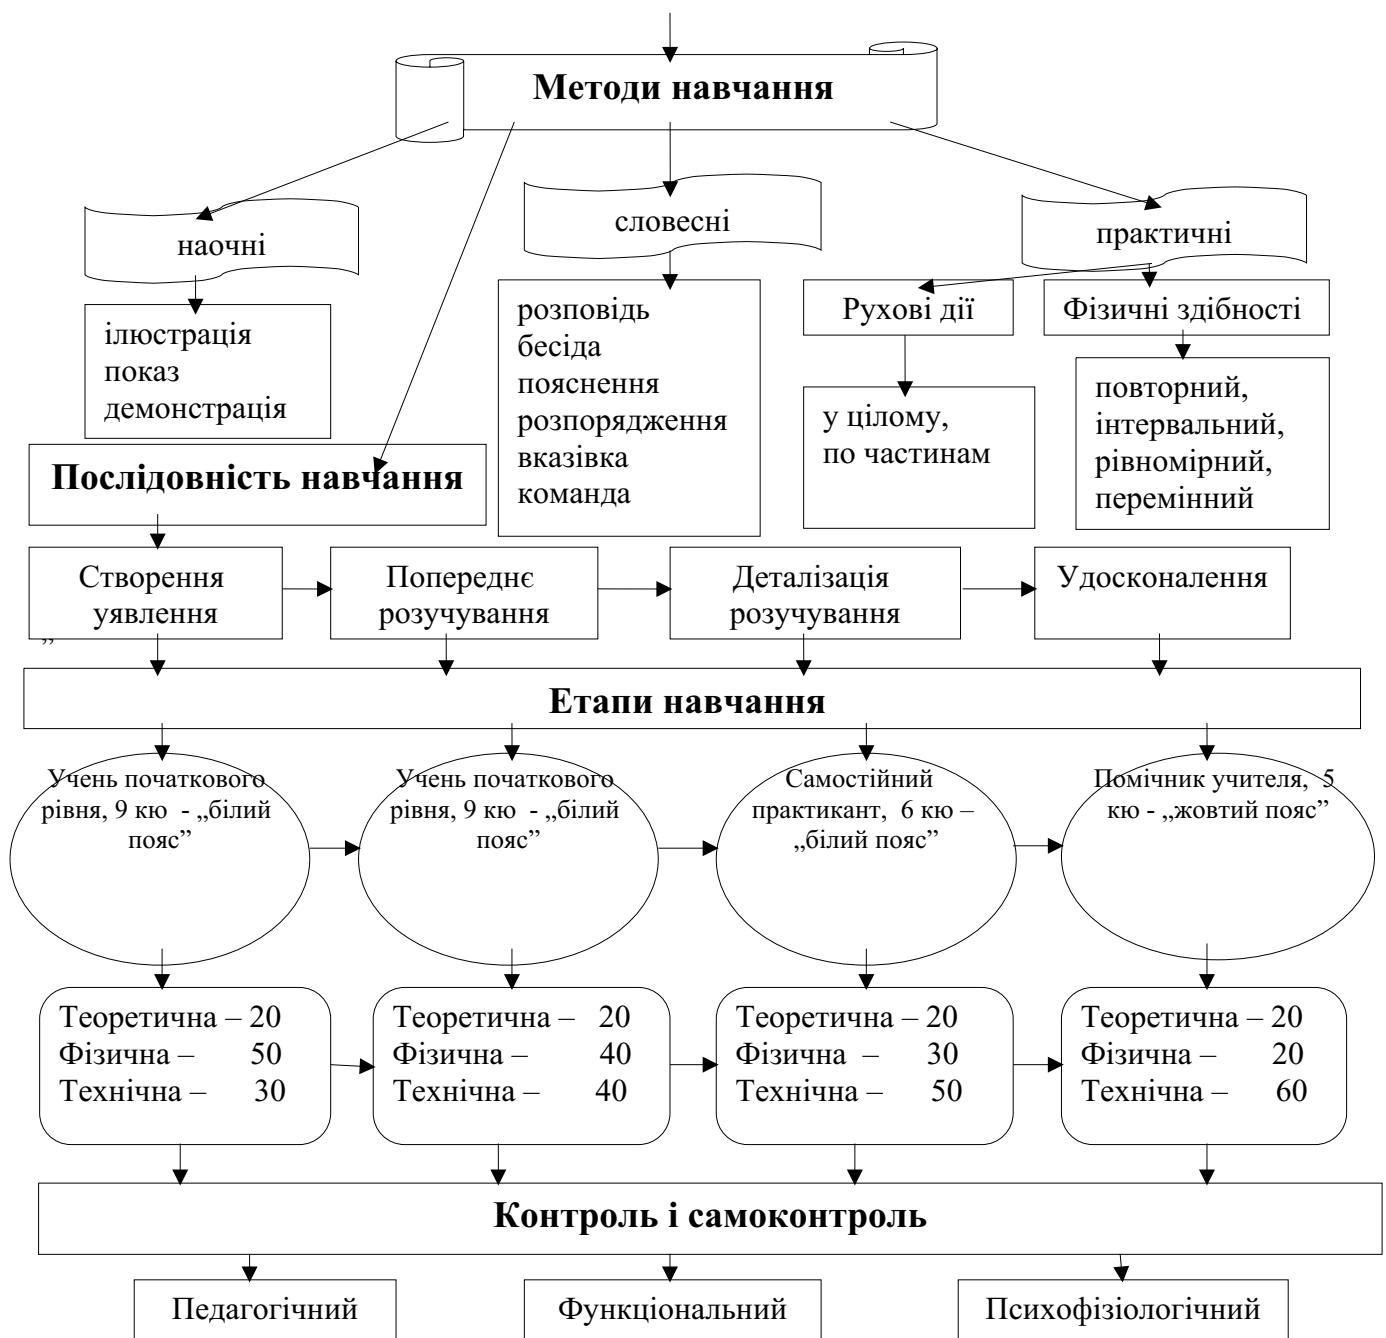 Методи навчання
наочні
словесні
практичні
ілюстрація
показ
демонстрація
розповідь
бесіда
пояснення
розпорядження
вказівка
команда
Рухові дії
Фізичні здібності
у цілому,
по частинам
повторний,
інтервальний,
рівномірний,
перемінний
Послідовність навчання
Створення
уявлення
Попереднє
розучування
Деталізація
розучування
Удосконалення
„
Етапи навчання
Учень початкового
рівня, 9 кю - „білий
пояс”
Учень початкового
рівня, 9 кю - „білий
пояс”
Самостійний
практикант, 6 кю –
„білий пояс”
Помічник учителя, 5
кю - „жовтий пояс”
Теоретична – 20
Фізична – 50
Технічна – 30
Теоретична – 20
Фізична – 40
Технічна – 40
Теоретична – 20
Фізична – 30
Технічна – 50
Теоретична – 20
Фізична – 20
Технічна – 60
Контроль і самоконтроль
Педагогічний
Функціональний
Психофізіологічний